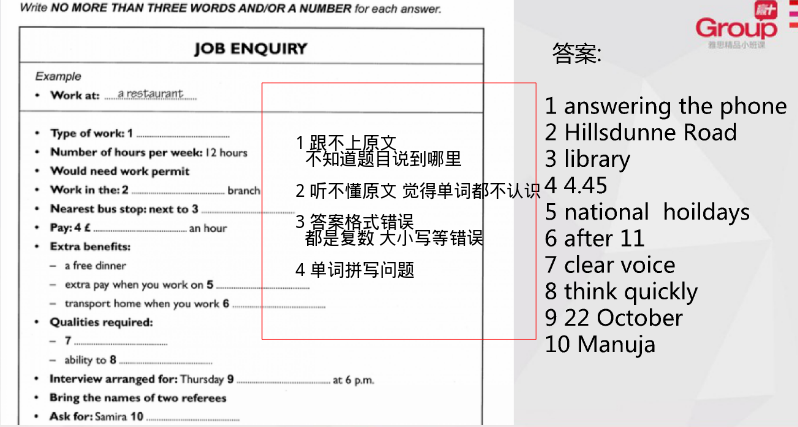 Write NO MORE THAN THREE WORDS AND/OR A NUMBER for each answer.
JOB ENQUIRY
Example
• Work at: a restaurant
• Type of work: 1
• Number of hours per week: 12 hours
• Would need work permit
• Work in the: 2 branch
• Nearest bus stop: next to 3
• Pay: 4 £ an hour
• Extra benefits:
– a free dinner
– extra pay when you work on 5
– transport home when you work 6
• Qualities required:
– 7
– ability to 8
• Interview arranged for: Thursday 9 at 6 p.m.
• Bring the names of two referees
• Ask for: Samira 10
1 跟不上原文
不知道题目说到哪里
2 听不懂原文 觉得单词都不认识
3 答案格式错误
都是复数 大小写等错误
4 单词拼写问题
Group
雅思精品小班课
答案:
1 answering the phone
2 Hillsdunne Road
3 library
4 4.45
5 national hoildays
6 after 11
7 clear voice
8 think quickly
9 22 October
10 Manuja